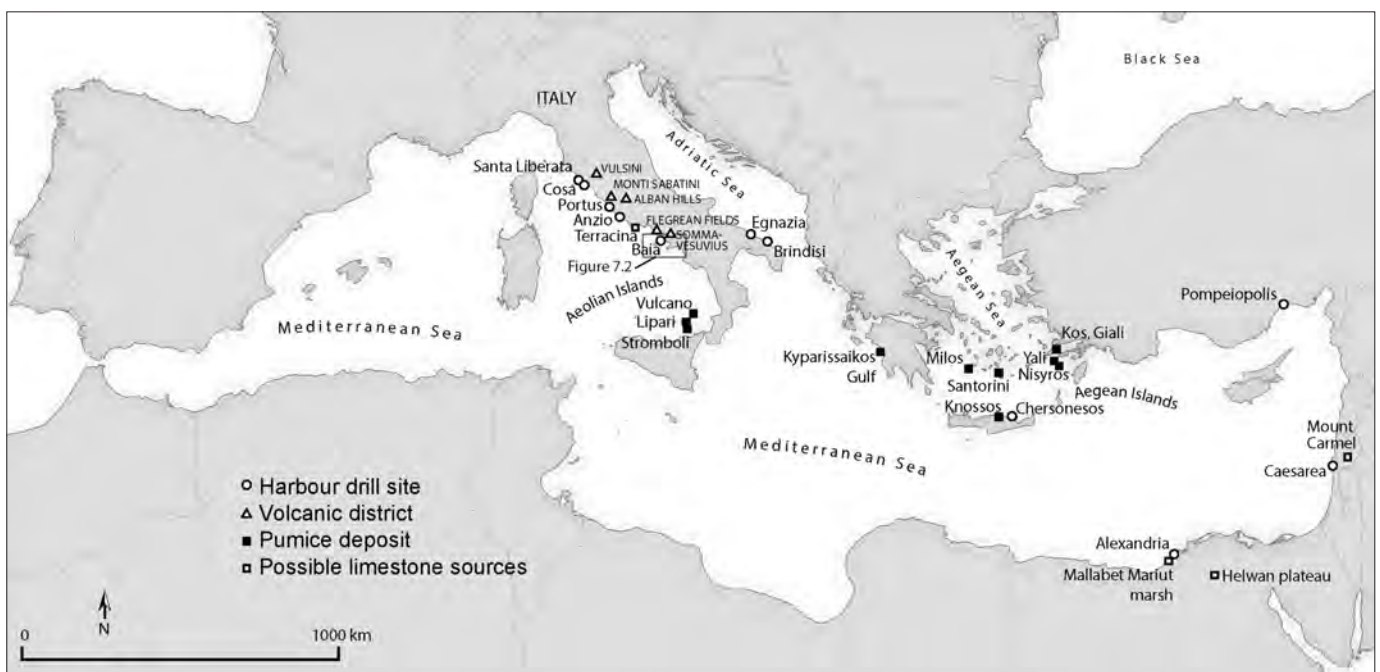 Black Sea
ITALY
Adriatic Sea
Santa Liberata
VULSINI
Cosa
MONTI SABATINI
Portus
ALBAN HILLS
Anzio
FLEGREAN FIELDS
Terracina
SOMMA-
VESUVIUS
Baia
Figure 7.2
Egnazia
Brindisi
Aegean Sea
Pompeiopolis
Aeolian Islands
Vulcano
Lipari
Stromboli
Mediterranean Sea
Kyparissaikos
Gulf
Milos
Santorini
Kos, Giali
Yali
Nisyros
Aegean Islands
Knossos
Chersonesos
Mediterranean Sea
Mount
Carmel
Caesarea
Alexandria
Mallabet Mariut
marsh
Helwan plateau
Harbour drill site
Volcanic district
Pumice deposit
Possible limestone sources
N
0 1000 km